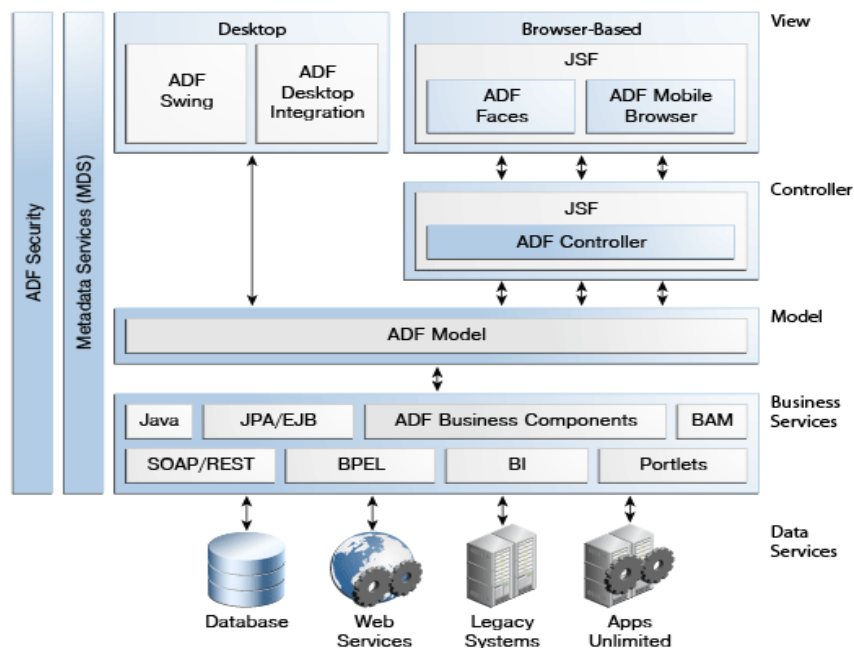 Desktop
Browser-Based
View
JSF
ADF
Swing
ADF
Desktop
Integration
ADF
Faces
ADF Mobile
Browser
Controller
JSF
ADF Controller
ADF Security
Metadata Services (MDS)
Model
ADF Model
Business
Services
Java
JPA/EJB
ADF Business Components
BAM
SOAP/REST
BPEL
BI
Portlets
Data
Services
Database
Web
Services
Legacy
Systems
Apps
Unlimited